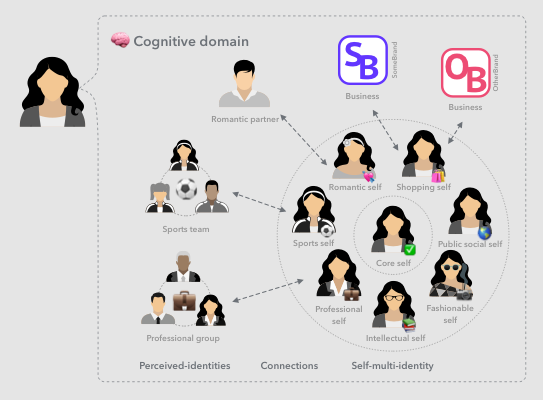 Cognitive domain
SB
SomeBrand
Business
OB
OtherBrand
Business
Romantic partner
Romantic self
Shopping self
Sports team
Sports self
Core self
Public social self
Professional group
Professional
self
Intellectual self
Fashionable
self
Perceived-identities
Connections
Self-multi-identity